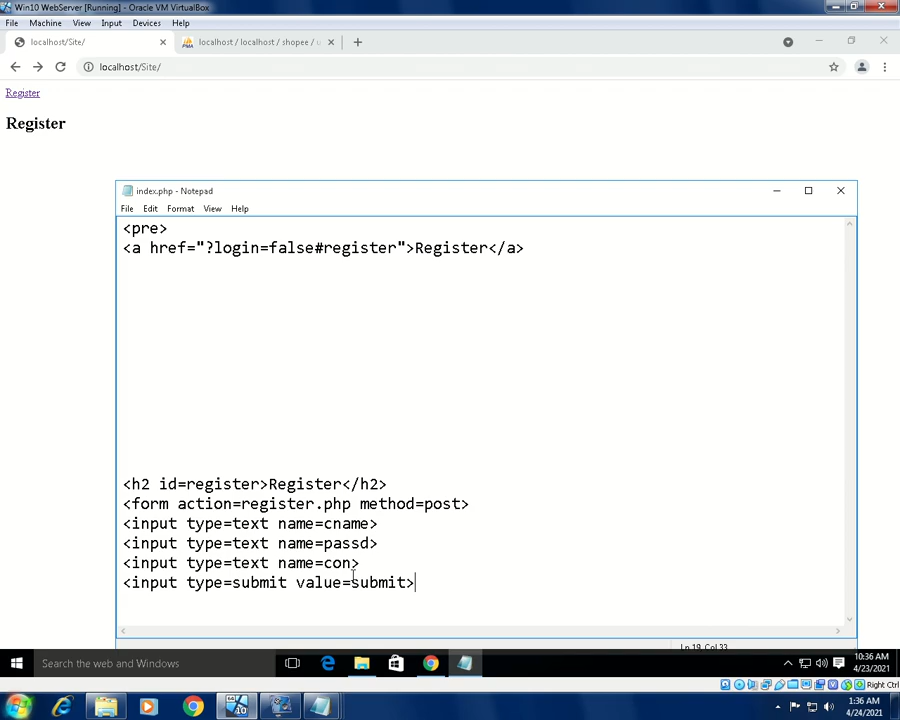 Win10 WebServer [Running] - Oracle VM VirtualBox
File Machine View Input Devices Help
localhost/Site/
localhost / localhost / shopee / u
localhost/Site/
Register
Register
index.php - Notepad
File Edit Format View Help
<pre>
<a href="?login=false#register">Register</a>
<h2 id=register>Register</h2>
<form action=register.php method=post>
<input type=text name=cname>
<input type=text name=passd>
<input type=text name=con>
<input type=submit value=submit>
Ln 19, Col 33
Search the web and Windows
10:36 AM
4/23/2021
Right Ctrl
1:36 AM
4/24/2021